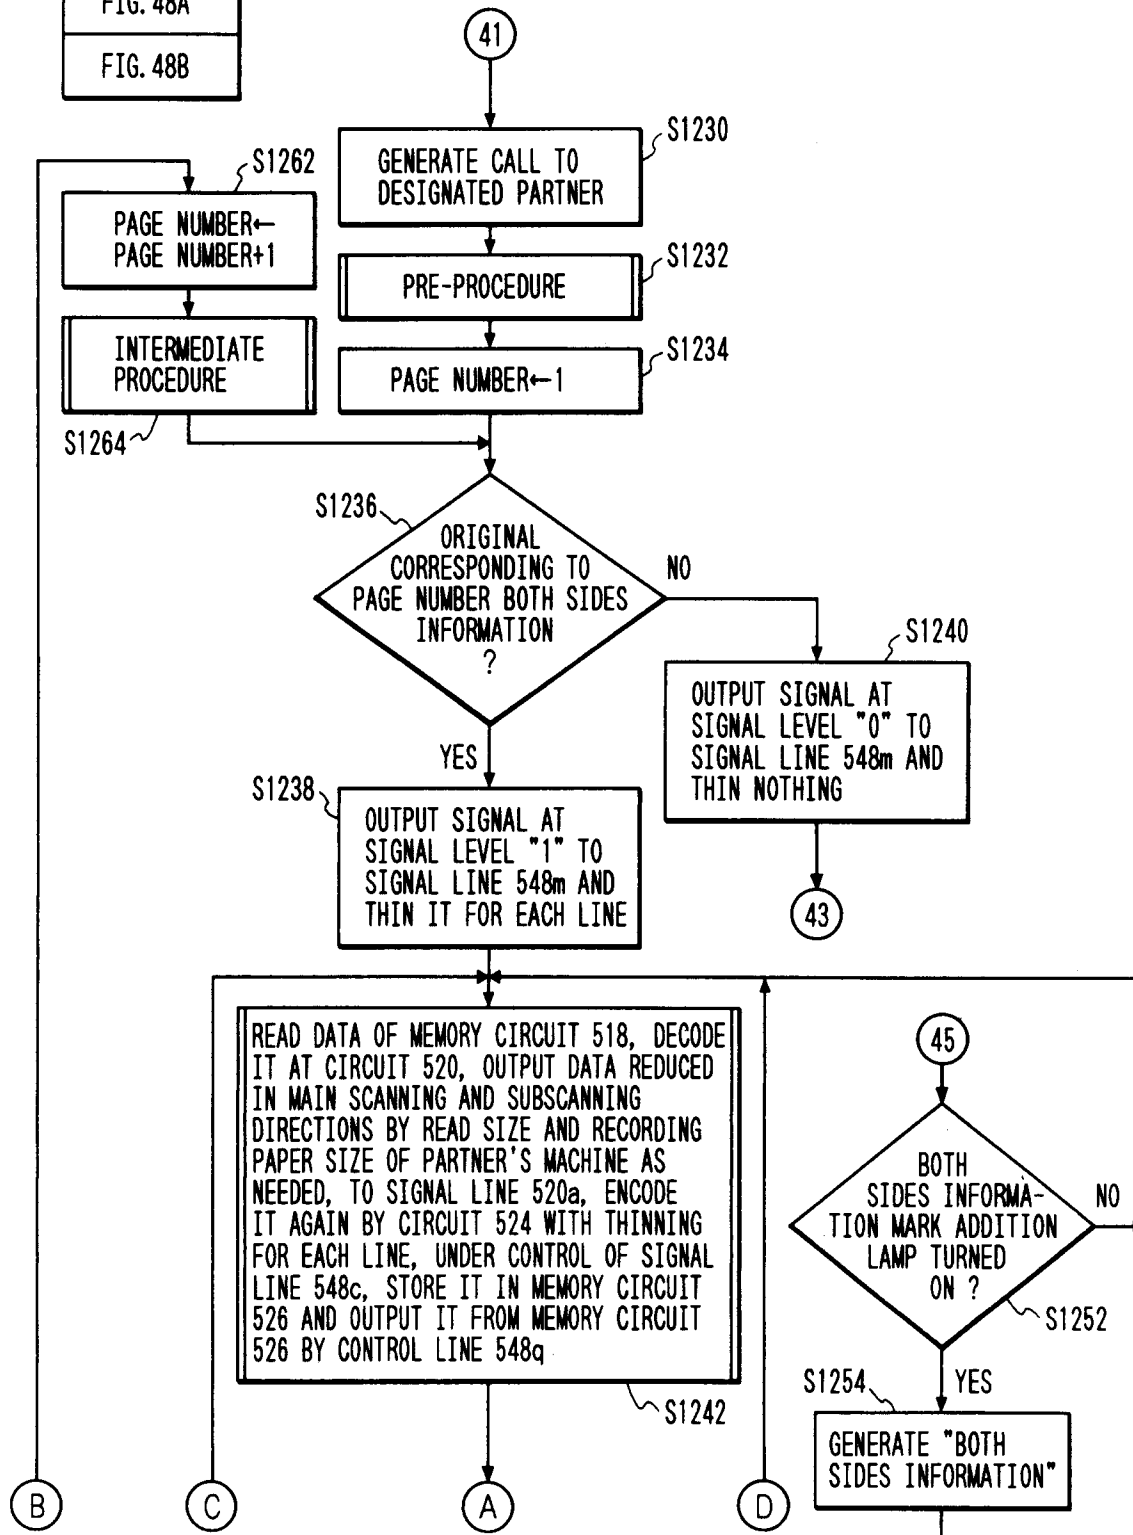 FIG. 48A
FIG. 48B
41
S1230
GENERATE CALL TO
DESIGNATED PARTNER
S1262
PAGE NUMBER←
PAGE NUMBER+1
S1232
PRE-PROCEDURE
INTERMEDIATE
PROCEDURE
S1264
S1234
PAGE NUMBER←1
S1236
ORIGINAL
CORRESPONDING TO
PAGE NUMBER BOTH SIDES
INFORMATION
?
NO
YES
S1240
OUTPUT SIGNAL AT
SIGNAL LEVEL "0" TO
SIGNAL LINE 548m AND
THIN NOTHING
43
S1238
OUTPUT SIGNAL AT
SIGNAL LEVEL "1" TO
SIGNAL LINE 548m AND
THIN IT FOR EACH LINE
READ DATA OF MEMORY CIRCUIT 518, DECODE
IT AT CIRCUIT 520, OUTPUT DATA REDUCED
IN MAIN SCANNING AND SUBSCANNING
DIRECTIONS BY READ SIZE AND RECORDING
PAPER SIZE OF PARTNER'S MACHINE AS
NEEDED, TO SIGNAL LINE 520a, ENCODE
IT AGAIN BY CIRCUIT 524 WITH THINNING
FOR EACH LINE, UNDER CONTROL OF SIGNAL
LINE 548c, STORE IT IN MEMORY CIRCUIT
526 AND OUTPUT IT FROM MEMORY CIRCUIT
526 BY CONTROL LINE 548q
S1242
45
BOTH
SIDES INFORMA-
TION MARK ADDITION
LAMP TURNED
ON ?
NO
S1252
YES
S1254
GENERATE "BOTH
SIDES INFORMATION"
B
C
A
D